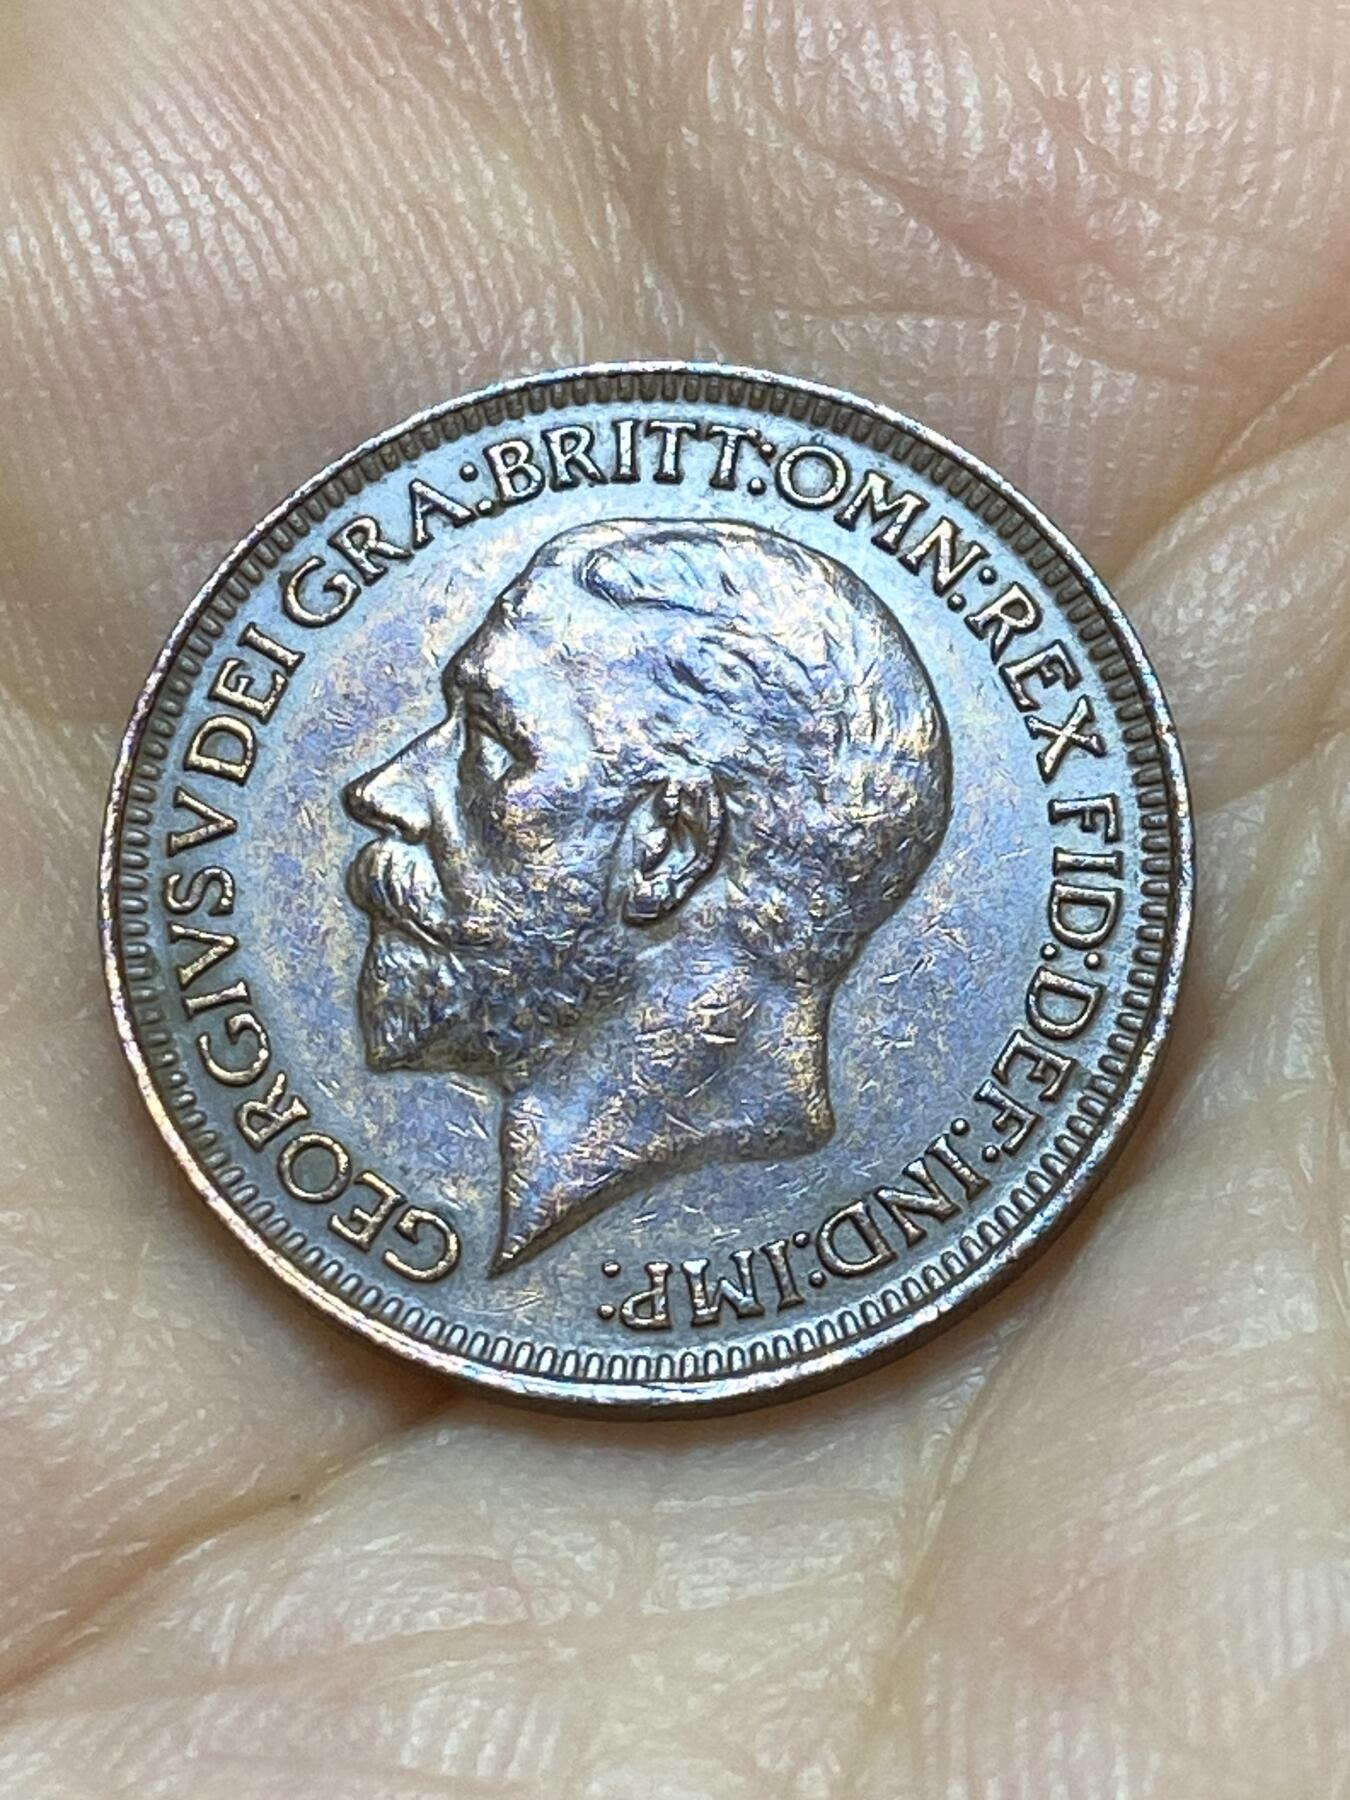 GEORGIVS V DEI GRA:BRITT:OMN:REX FID:DEF:IND:IMP: